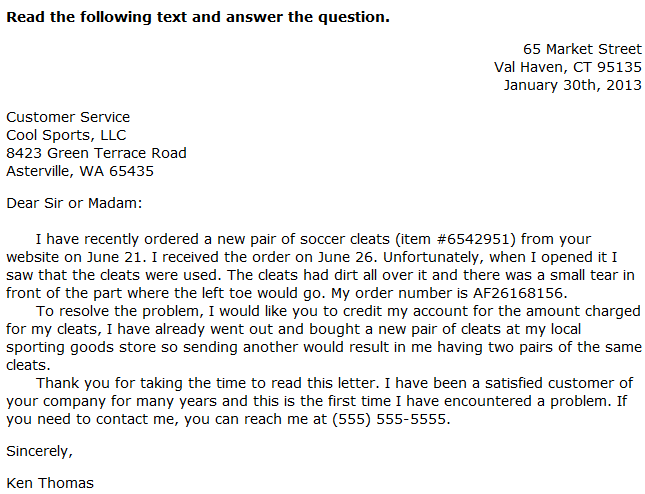 Read the following text and answer the question.
65 Market Street
Val Haven, CT 95135
January 30th, 2013
Customer Service
Cool Sports, LLC
8423 Green Terrace Road
Asterville, WA 65435
Dear Sir or Madam:
I have recently ordered a new pair of soccer cleats (item #6542951) from your
website on June 21. I received the order on June 26. Unfortunately, when I opened it I
saw that the cleats were used. The cleats had dirt all over it and there was a small tear in
front of the part where the left toe would go. My order number is AF26168156.
To resolve the problem, I would like you to credit my account for the amount charged
for my cleats, I have already went out and bought a new pair of cleats at my local
sporting goods store so sending another would result in me having two pairs of the same
cleats.
Thank you for taking the time to read this letter. I have been a satisfied customer of
your company for many years and this is the first time I have encountered a problem. If
you need to contact me, you can reach me at (555) 555-5555.
Sincerely,
Ken Thomas